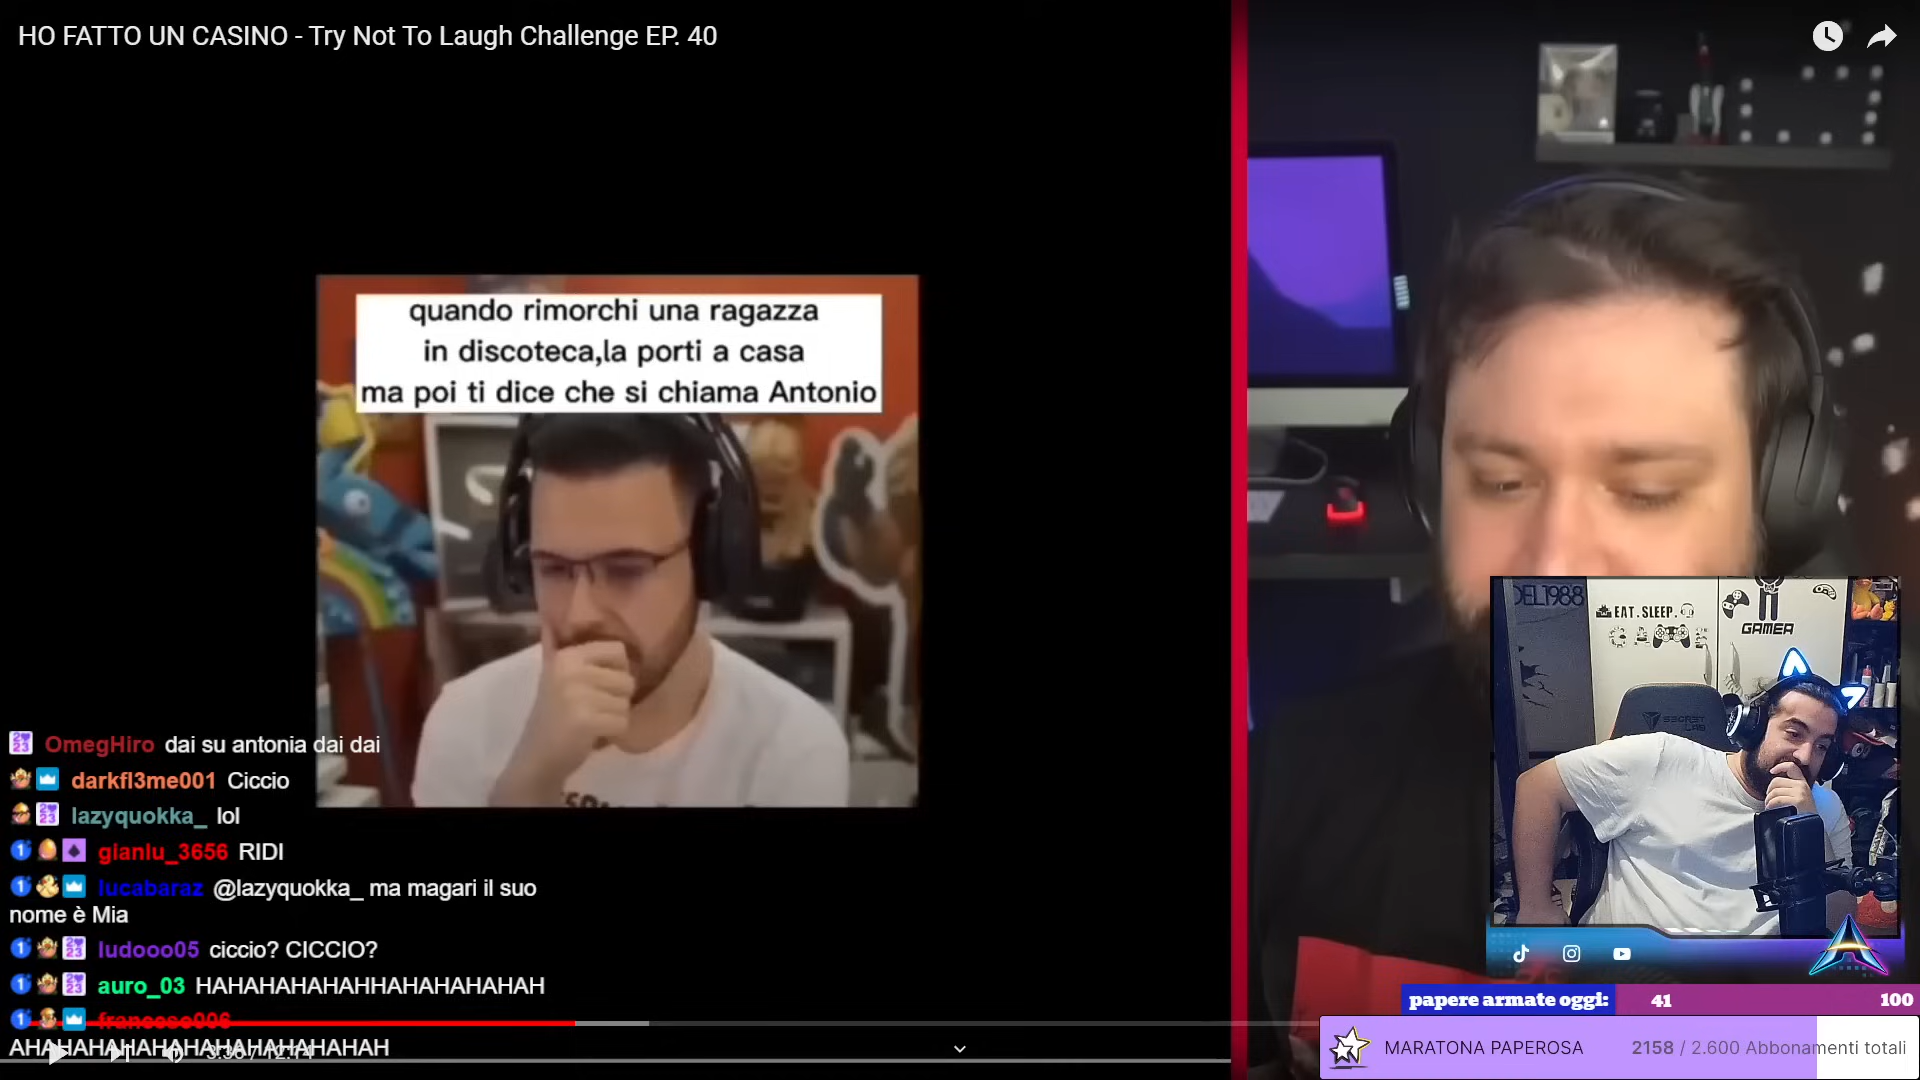 HO FATTO UN CASINO - Try Not To Laugh Challenge EP. 40
quando rimorchi una ragazza
in discoteca,la porti a casa
ma poi ti dice che si chiama Antonio
OmegHiro dai su antonia dai dai
darkfl3me001 Ciccio
lazyquokka_ lol
gianlu_3656 RIDI
lucabaraz @lazyquokka_ ma magari il suo
nome è Mia
ludooo05 ciccio? CICCIO?
auro_03 HAHAHAHAHAHHAHAHAHAHAH
AHAHAHAHAHAHAHAHAHAHAHAH
DEL1988
EAT. SLEEP.
GAME
GAMER
SECRET
LAB
papere armate oggi: 41 100
MARATONA PAPEROSA 2158 / 2.600 Abbonamenti totali